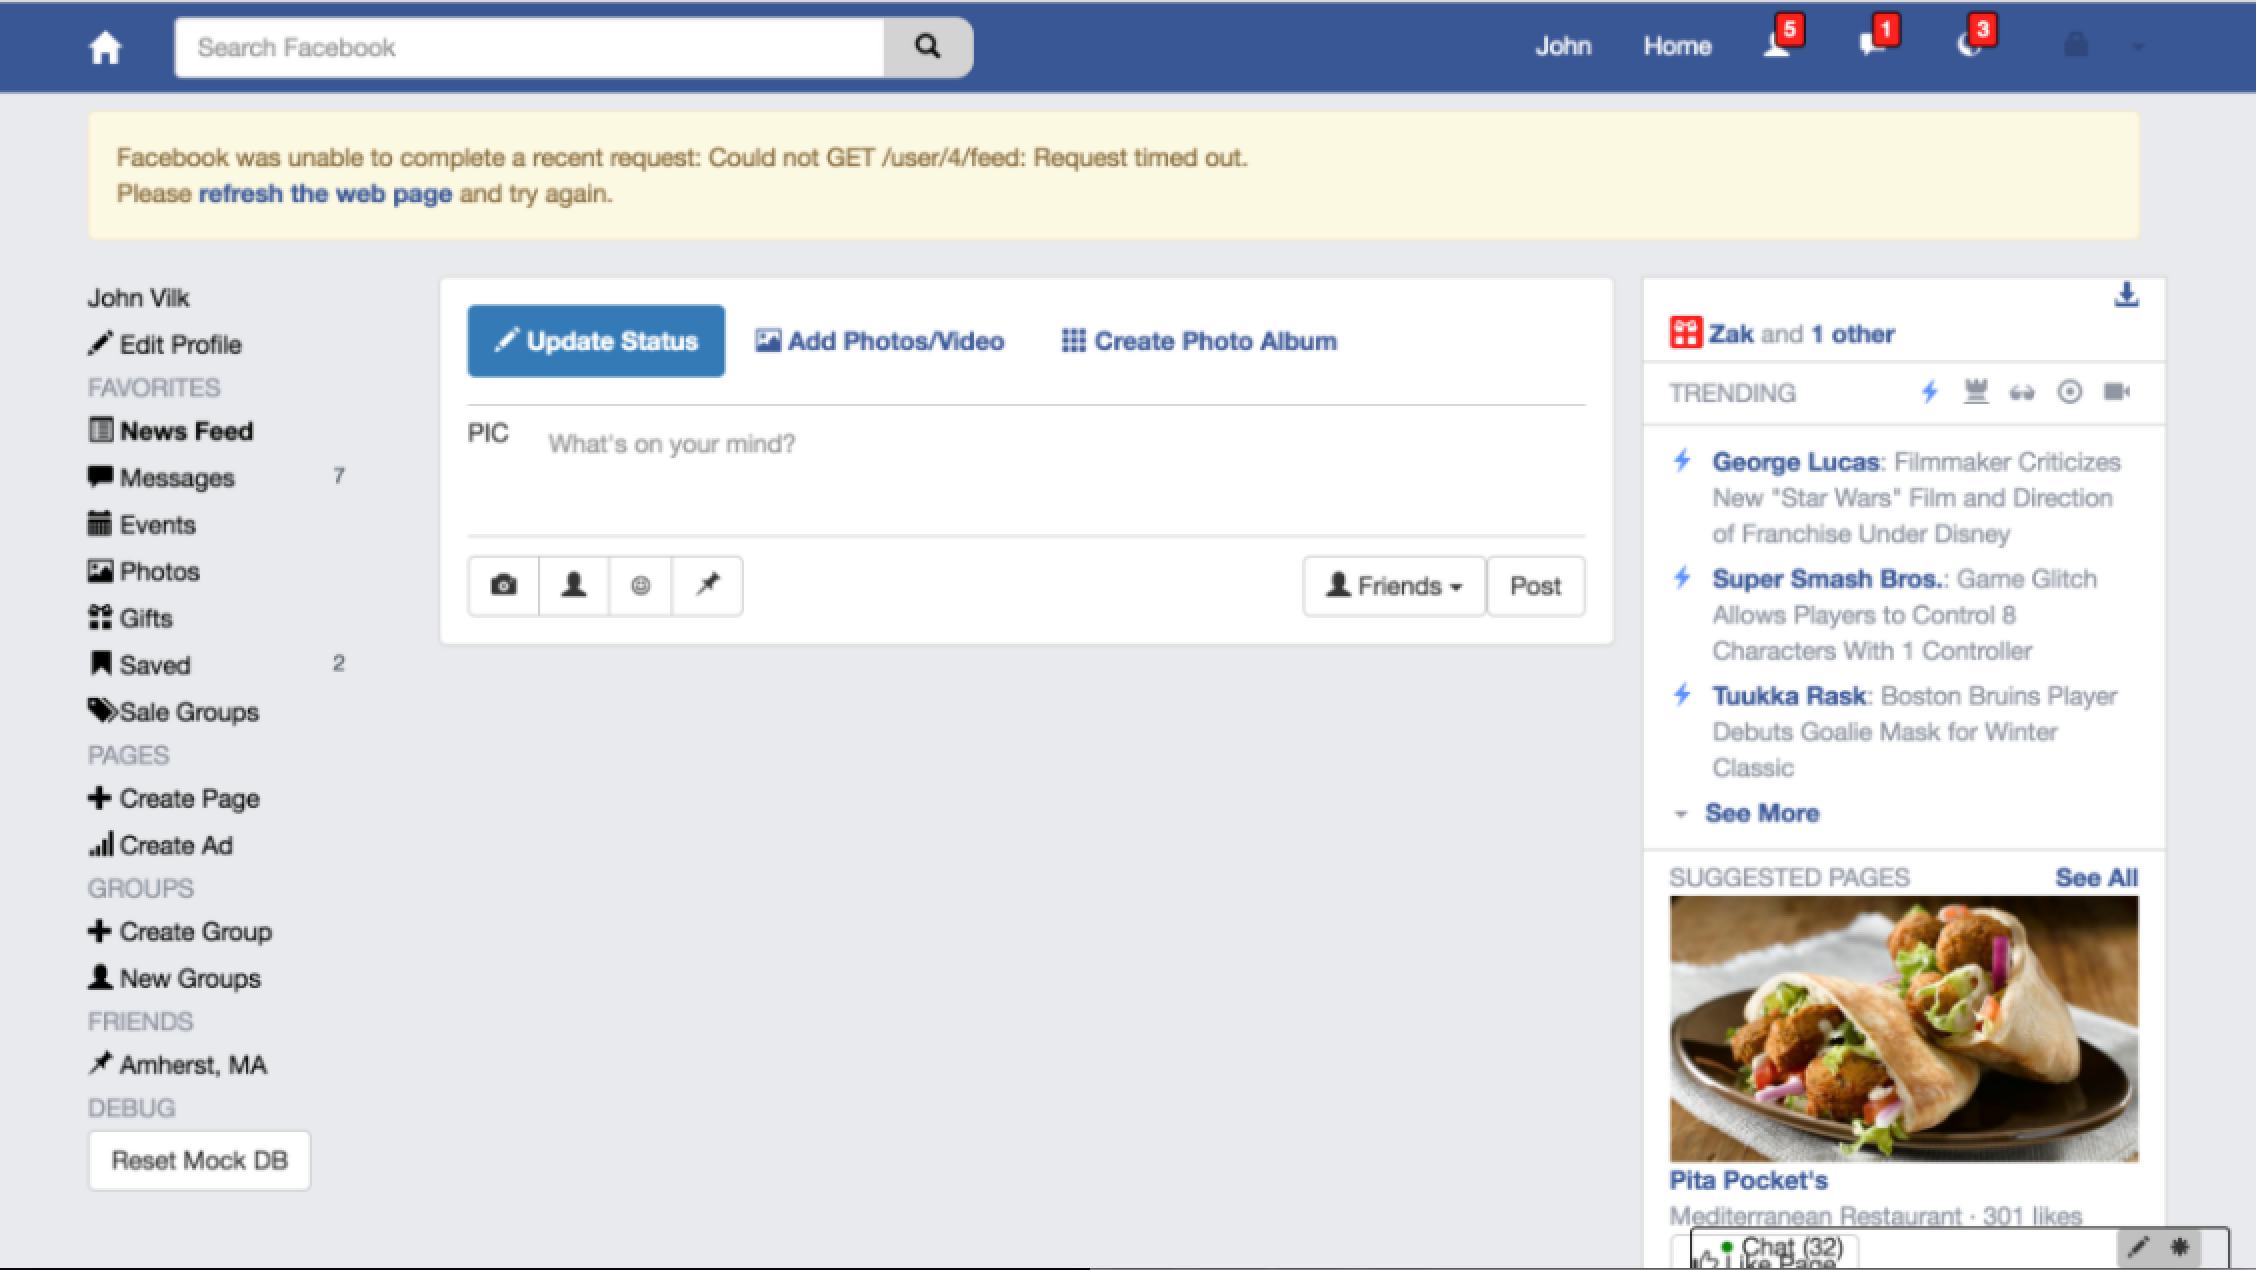 Search Facebook
John
Home
5
1
3
Facebook was unable to complete a recent request: Could not GET /user/4/feed: Request timed out.
Please refresh the web page and try again.
John Vilk
Edit Profile
FAVORITES
News Feed
Messages 7
Events
Photos
Gifts
Saved 2
Sale Groups
PAGES
Create Page
Create Ad
GROUPS
Create Group
New Groups
FRIENDS
Amherst, MA
DEBUG
Reset Mock DB
Update Status
Add Photos/Video
Create Photo Album
PIC
What's on your mind?
Friends
Post
Zak and 1 other
TRENDING
George Lucas: Filmmaker Criticizes
New "Star Wars" Film and Direction
of Franchise Under Disney
Super Smash Bros.: Game Glitch
Allows Players to Control 8
Characters With 1 Controller
Tuukka Rask: Boston Bruins Player
Debuts Goalie Mask for Winter
Classic
See More
SUGGESTED PAGES See All
Pita Pocket's
Mediterranean Restaurant · 301 likes
Chat (32)
Like Page